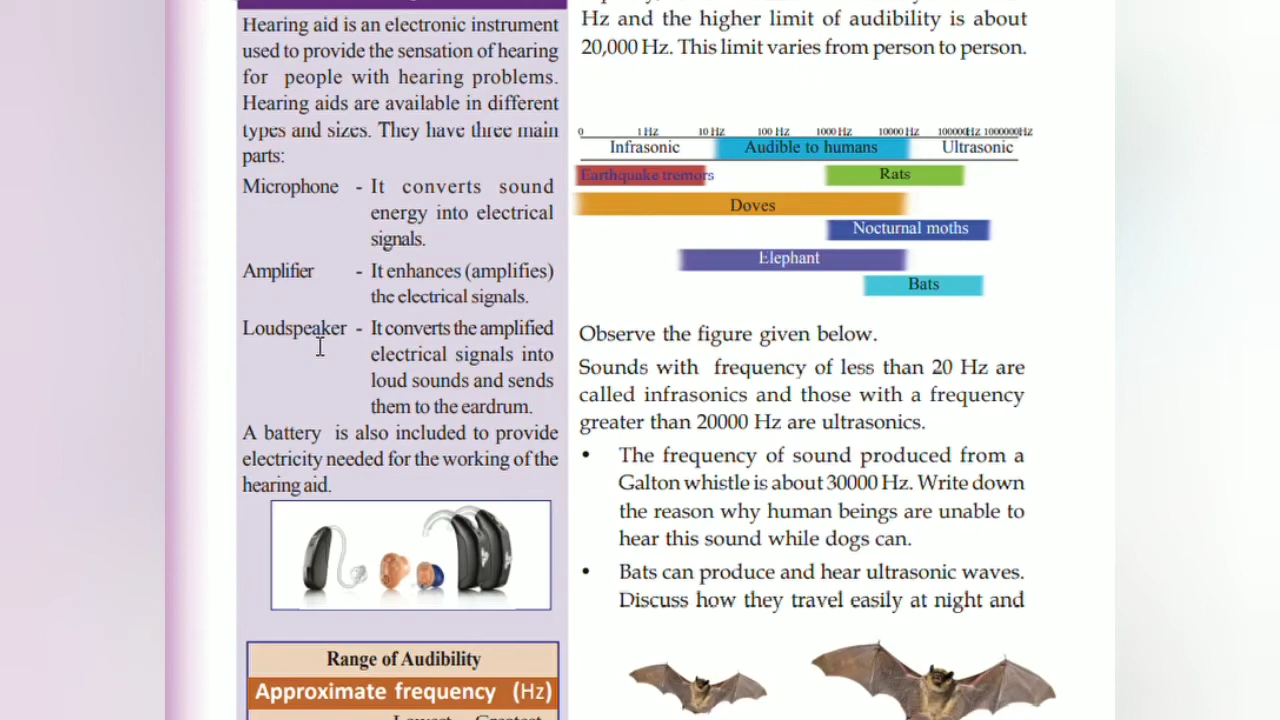 Hearing aid is an electronic instrument
used to provide the sensation of hearing
for people with hearing problems.
Hearing aids are available in different
types and sizes. They have three main
parts:
Microphone - It converts sound
energy into electrical
signals.
Amplifier - It enhances (amplifies)
the electrical signals.
Loudspeaker - It converts the amplified
electrical signals into
loud sounds and sends
them to the eardrum.
A battery is also included to provide
electricity needed for the working of the
hearing aid.
Range of Audibility
Approximate frequency (Hz)
Lowest Greatest
Hz and the higher limit of audibility is about
20,000 Hz. This limit varies from person to person.
0 1 Hz 10 Hz 100 Hz 1000 Hz 10000 Hz 100000Hz 1000000Hz
Infrasonic Audible to humans Ultrasonic
Earthquake tremors Rats
Doves
Nocturnal moths
Elephant
Bats
Observe the figure given below.
Sounds with frequency of less than 20 Hz are
called infrasonics and those with a frequency
greater than 20000 Hz are ultrasonics.
• The frequency of sound produced from a
Galton whistle is about 30000 Hz. Write down
the reason why human beings are unable to
hear this sound while dogs can.
• Bats can produce and hear ultrasonic waves.
Discuss how they travel easily at night and